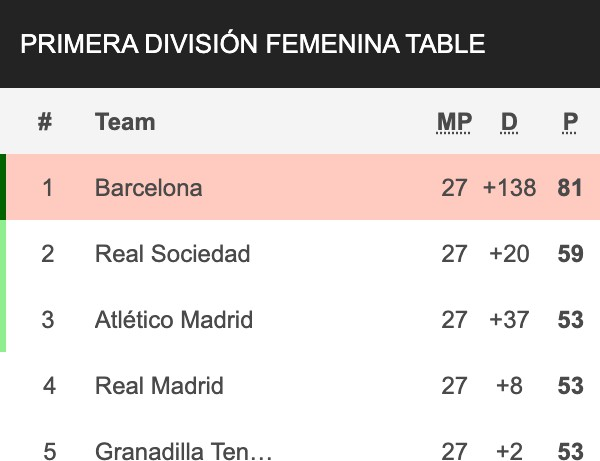 PRIMERA DIVISIÓN FEMENINA TABLE
# Team MP D P
1 Barcelona 27 +138 81
2 Real Sociedad 27 +20 59
3 Atlético Madrid 27 +37 53
4 Real Madrid 27 +8 53
5 Granadilla Ten... 27 +2 53